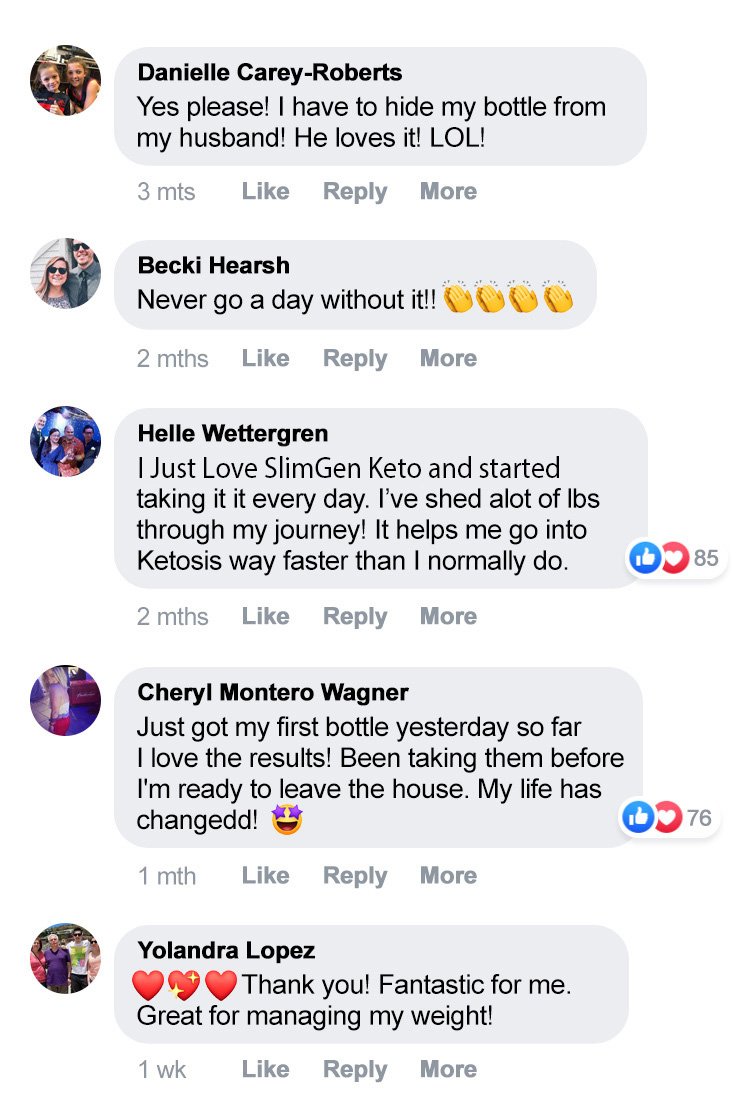 Danielle Carey-Roberts
Yes please! I have to hide my bottle from
my husband! He loves it! LOL!
3 mts Like Reply More
Becki Hearsh
Never go a day without it!! 👏👏👏👏
2 mths Like Reply More
Helle Wettergren
I Just Love SlimGen Keto and started
taking it it every day. I’ve shed alot of lbs
through my journey! It helps me go into
Ketosis way faster than I normally do.
85
2 mths Like Reply More
Cheryl Montero Wagner
Just got my first bottle yesterday so far
I love the results! Been taking them before
I'm ready to leave the house. My life has
changedd! 🤩
76
1 mth Like Reply More
Yolandra Lopez
❤️💖❤️ Thank you! Fantastic for me.
Great for managing my weight!
1 wk Like Reply More